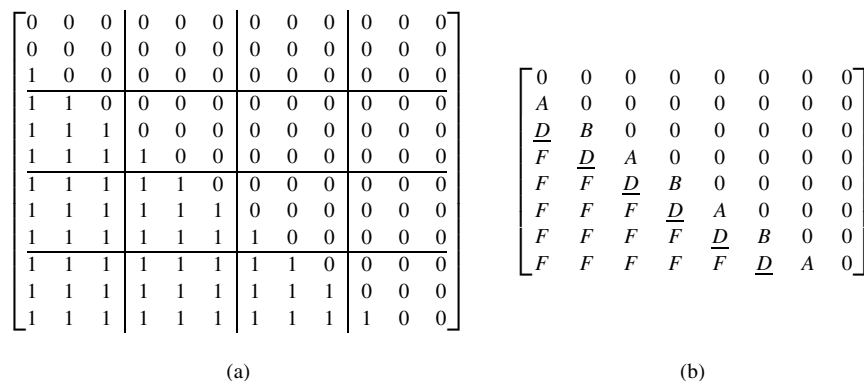 0 0 0 0 0 0 0 0 0 0 0 0
0 0 0 0 0 0 0 0 0 0 0 0
1 0 0 0 0 0 0 0 0 0 0 0
1 1 0 0 0 0 0 0 0 0 0 0
1 1 1 0 0 0 0 0 0 0 0 0
1 1 1 1 0 0 0 0 0 0 0 0
1 1 1 1 1 0 0 0 0 0 0 0
1 1 1 1 1 1 0 0 0 0 0 0
1 1 1 1 1 1 1 0 0 0 0 0
1 1 1 1 1 1 1 1 0 0 0 0
1 1 1 1 1 1 1 1 1 0 0 0
1 1 1 1 1 1 1 1 1 1 0 0
(a)
0 0 0 0 0 0 0 0
A 0 0 0 0 0 0 0
D B 0 0 0 0 0 0
F D A 0 0 0 0 0
F F D B 0 0 0 0
F F F D A 0 0 0
F F F F D B 0 0
F F F F F D A 0
(b)